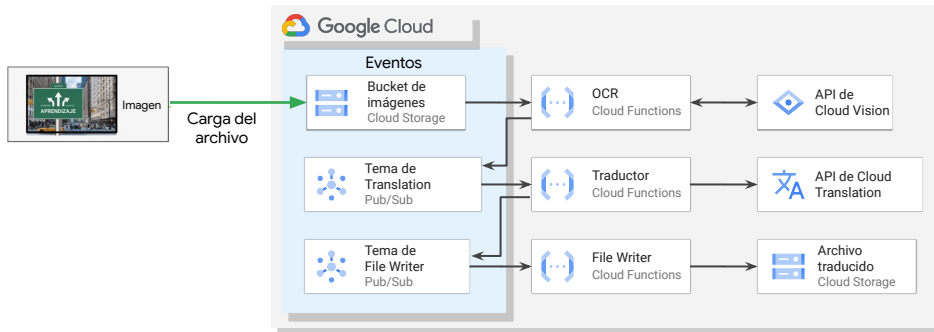 Google Cloud
Eventos
APRENDIZAJE
Imagen
Carga del
archivo
Bucket de
imágenes
Cloud Storage
OCR
Cloud Functions
API de
Cloud Vision
Tema de
Translation
Pub/Sub
Traductor
Cloud Functions
API de Cloud
Translation
Tema de
File Writer
Pub/Sub
File Writer
Cloud Functions
Archivo
traducido
Cloud Storage